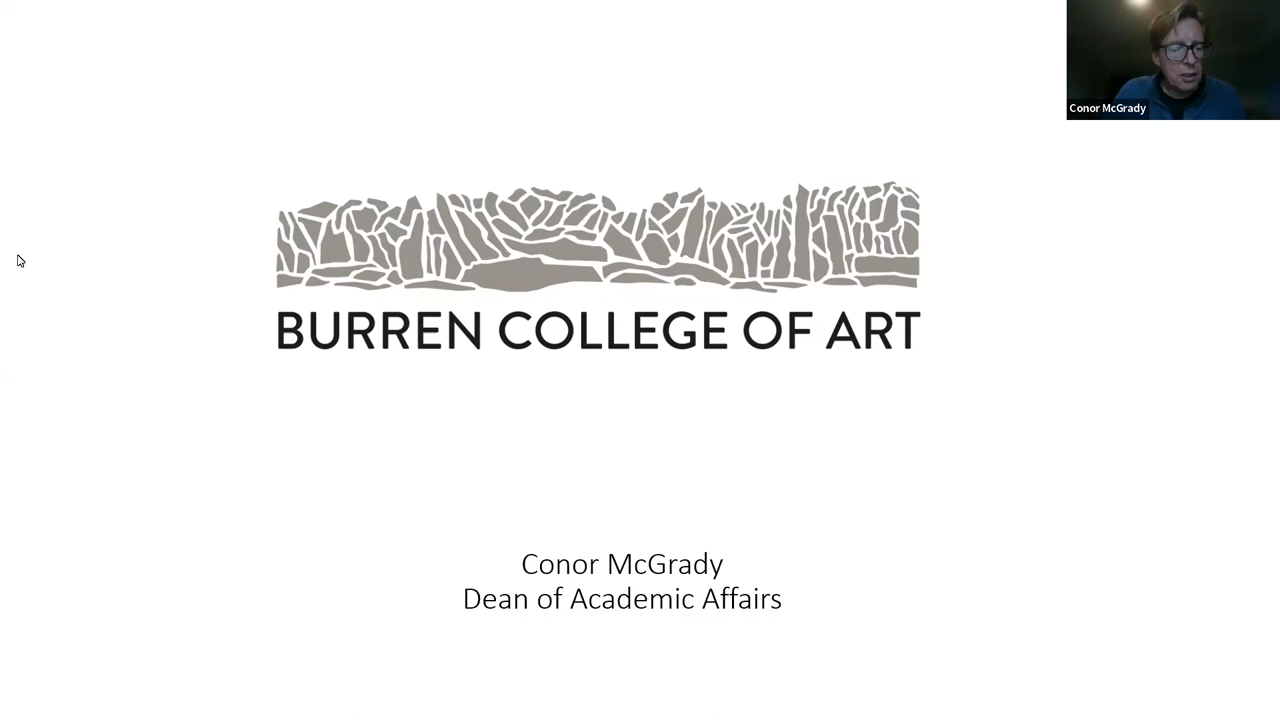 Conor McGrady
BURREN COLLEGE OF ART
Conor McGrady
Dean of Academic Affairs